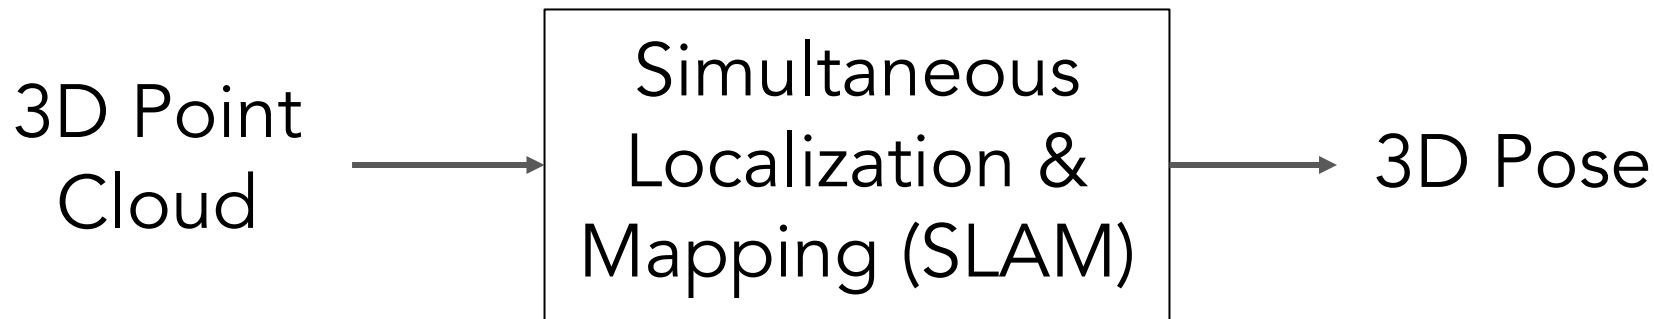 3D Point
Cloud
Simultaneous
Localization &
Mapping (SLAM)
3D Pose